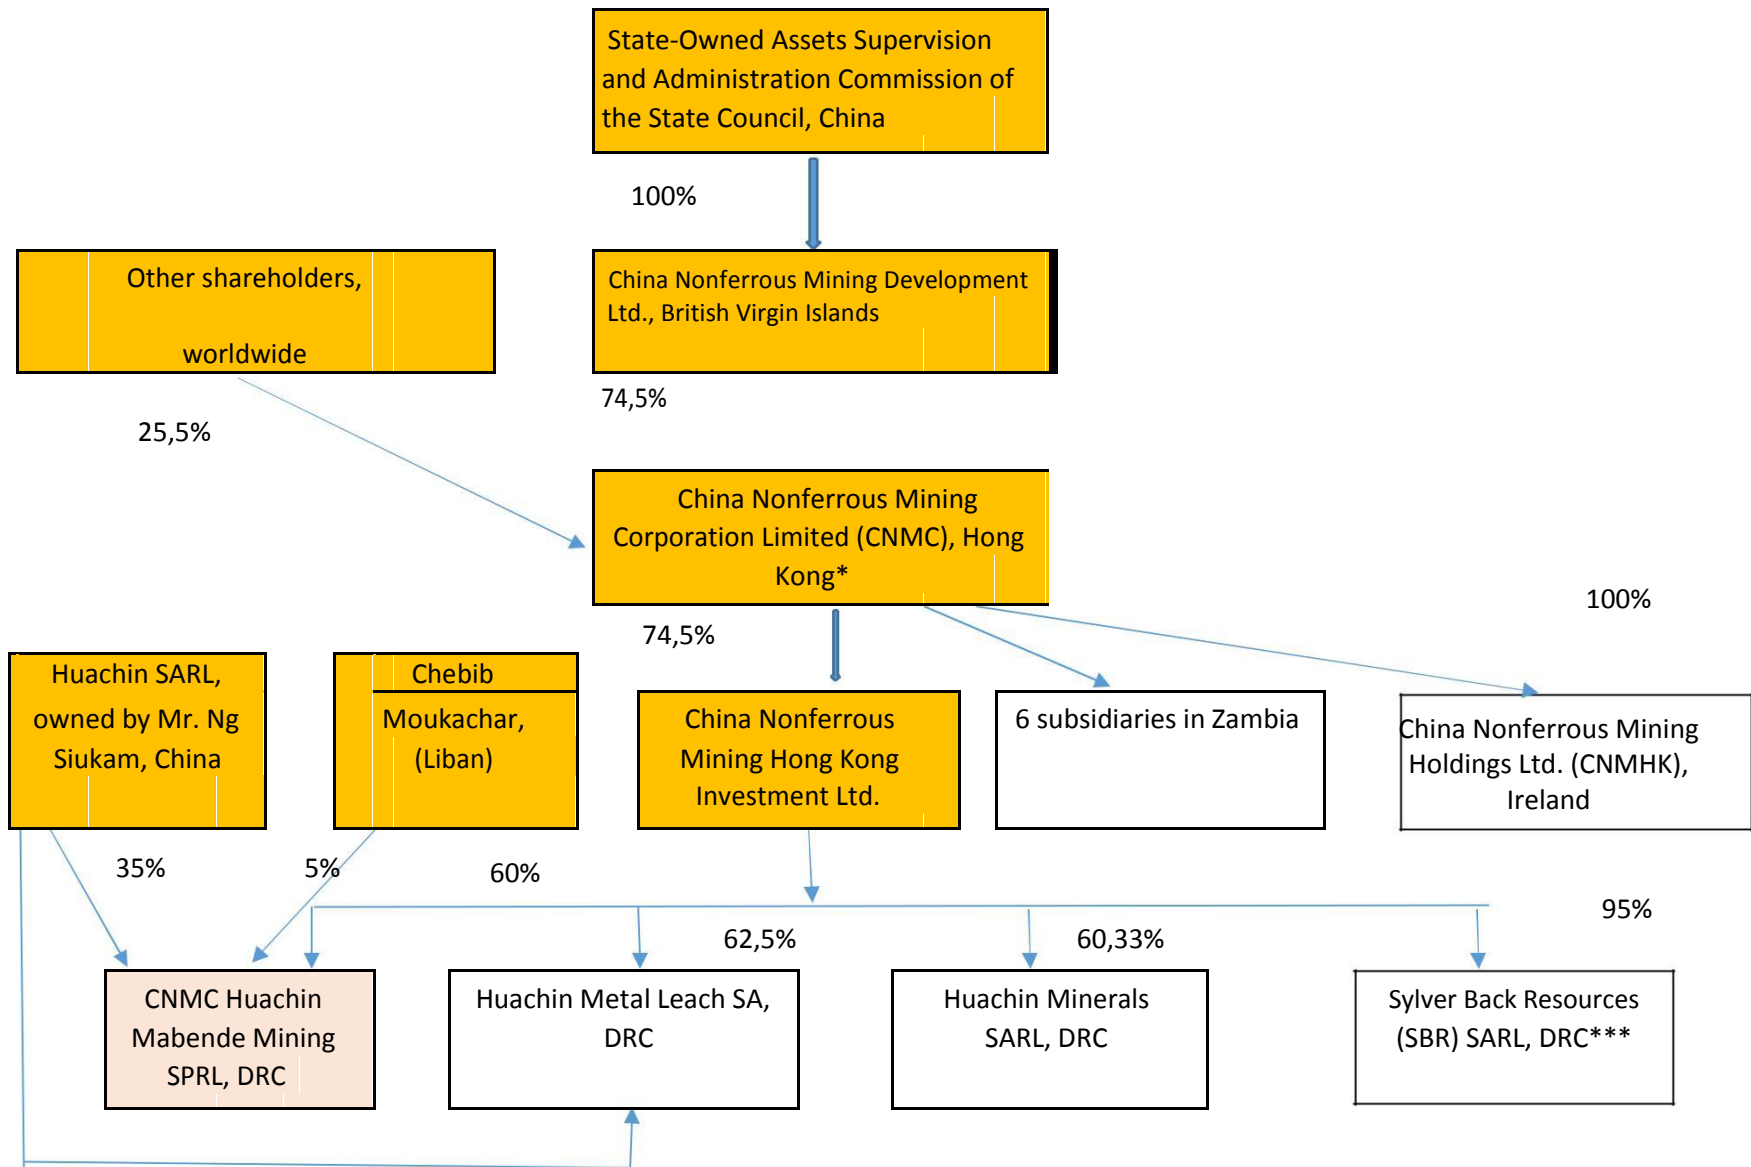 State-Owned Assets Supervision
and Administration Commission of
the State Council, China
100%
Other shareholders,
worldwide
China Nonferrous Mining Development
Ltd., British Virgin Islands
74,5%
25,5%
China Nonferrous Mining
Corporation Limited (CNMC), Hong
Kong*
100%
74,5%
Huachin SARL,
owned by Mr. Ng
Siukam, China
Chebib
Moukachar,
(Liban)
China Nonferrous
Mining Hong Kong
Investment Ltd.
6 subsidiaries in Zambia
China Nonferrous Mining
Holdings Ltd. (CNMHK),
Ireland
35%
5%
60%
95%
62,5%
60,33%
CNMC Huachin
Mabende Mining
SPRL, DRC
Huachin Metal Leach SA,
DRC
Huachin Minerals
SARL, DRC
Sylver Back Resources
(SBR) SARL, DRC***